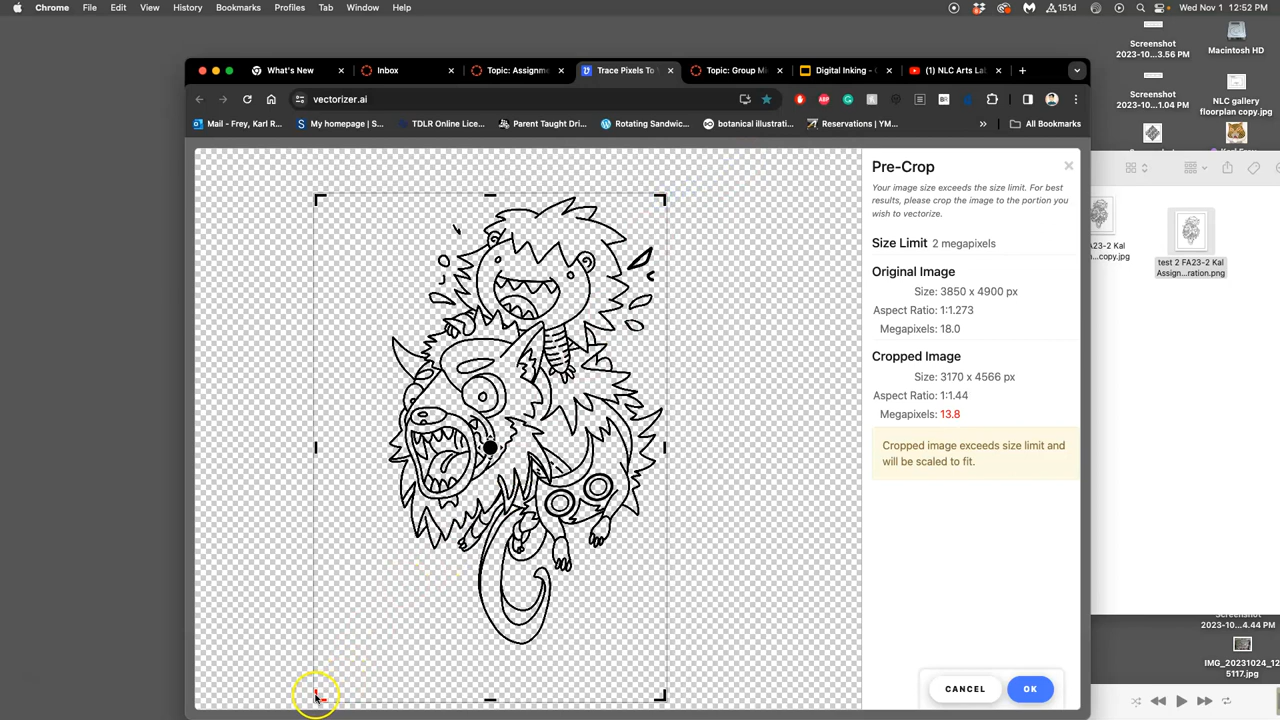 Chrome File Edit View History Bookmarks Profiles Tab Window Help 151d Wed Nov 1 12:52 PM
What's New Inbox Topic: Assignme Trace Pixels To Topic: Group Mi Digital Inking - (1) NLC Arts La
vectorizer.ai
Mail - Frey, Karl R... My homepage | S... TDLR Online Lice... Parent Taught Dri... Rotating Sandwic... botanical illustrati... Reservations | YM... » All Bookmarks
Pre-Crop
Your image size exceeds the size limit. For best
results, please crop the image to the portion you
wish to vectorize.
Size Limit 2 megapixels
Original Image
Size: 3850 x 4900 px
Aspect Ratio: 1:1.273
Megapixels: 18.0
Cropped Image
Size: 3170 x 4566 px
Aspect Ratio: 1:1.44
Megapixels: 13.8
Cropped image exceeds size limit and
will be scaled to fit.
CANCEL OK
Screenshot
2023-10...3.56 PM
Macintosh HD
Screenshot
2023-10...1.04 PM
NLC gallery
floorplan copy.jpg
Kal
...copy.jpg
test 2 FA23-2 Kal
Assign...ration.png
Screenshot
2023-10...4.44 PM
IMG_20231024_12
5117.jpg